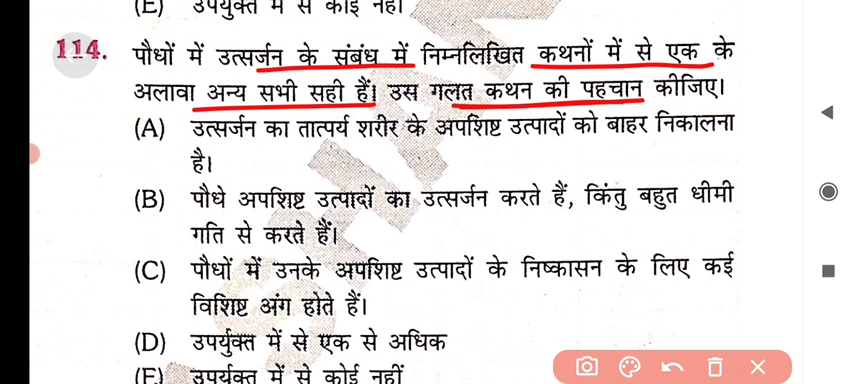 (E) उपर्युक्त में से कोई नहीं
114. पौधों में उत्सर्जन के संबंध में निम्नलिखित कथनों में से एक के
अलावा अन्य सभी सही हैं। उस गलत कथन की पहचान कीजिए।
(A) उत्सर्जन का तात्पर्य शरीर के अपशिष्ट उत्पादों को बाहर निकालना
है।
(B) पौधे अपशिष्ट उत्पादों का उत्सर्जन करते हैं, किंतु बहुत धीमी
गति से करते हैं।
(C) पौधों में उनके अपशिष्ट उत्पादों के निष्कासन के लिए कई
विशिष्ट अंग होते हैं।
(D) उपर्युक्त में से एक से अधिक
(E) उपर्युक्त में से कोई नहीं